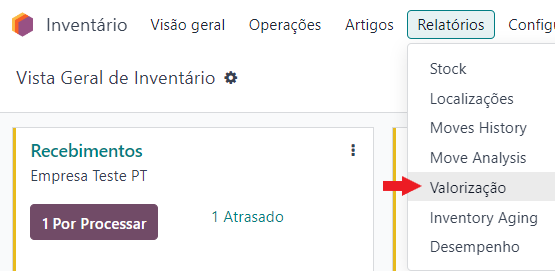 Inventário Visão geral Operações Artigos Relatórios Config
Vista Geral de Inventário
Stock
Localizações
Moves History
Move Analysis
Valorização
Inventory Aging
Desempenho
Recebimentos
Empresa Teste PT
1 Por Processar
1 Atrasado